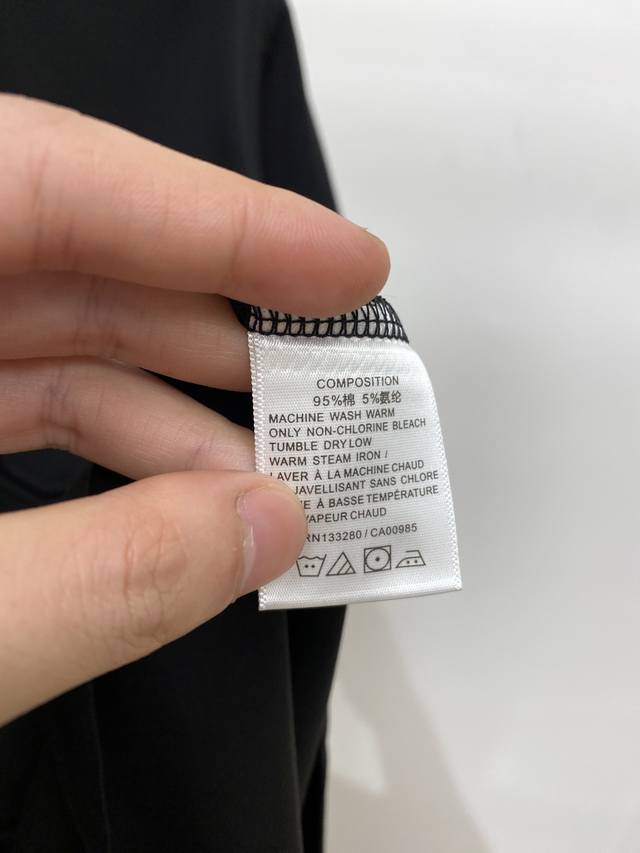 COMPOSITION
95%棉 5%氨纶
MACHINE WASH WARM
ONLY NON-CHLORINE BLEACH
TUMBLE DRY LOW
WARM STEAM IRON /
LAVER À LA MACHINE CHAUD
JAVELLISANT SANS CHLORE
À BASSE TEMPÉRATURE
VAPEUR CHAUD
RN133280 / CA00985